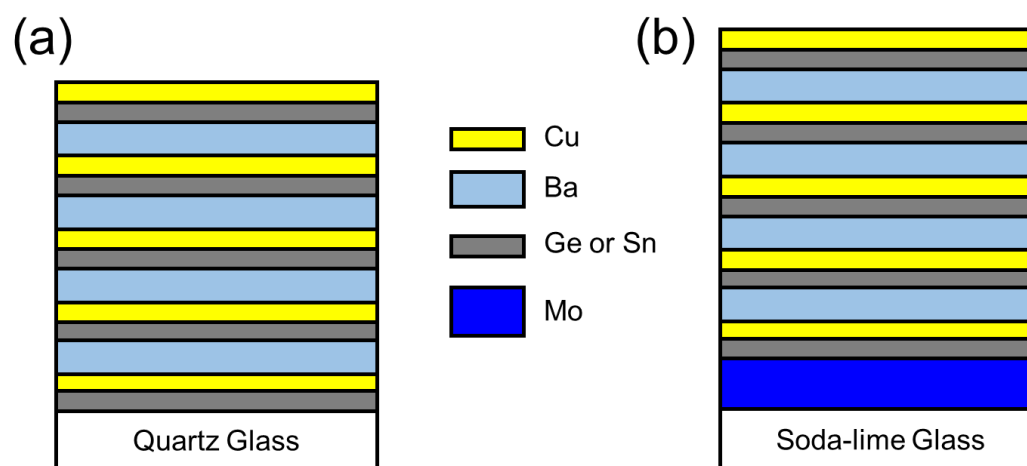 (a)
(b)
Cu
Ba
Ge or Sn
Mo
Quartz Glass
Soda-lime Glass